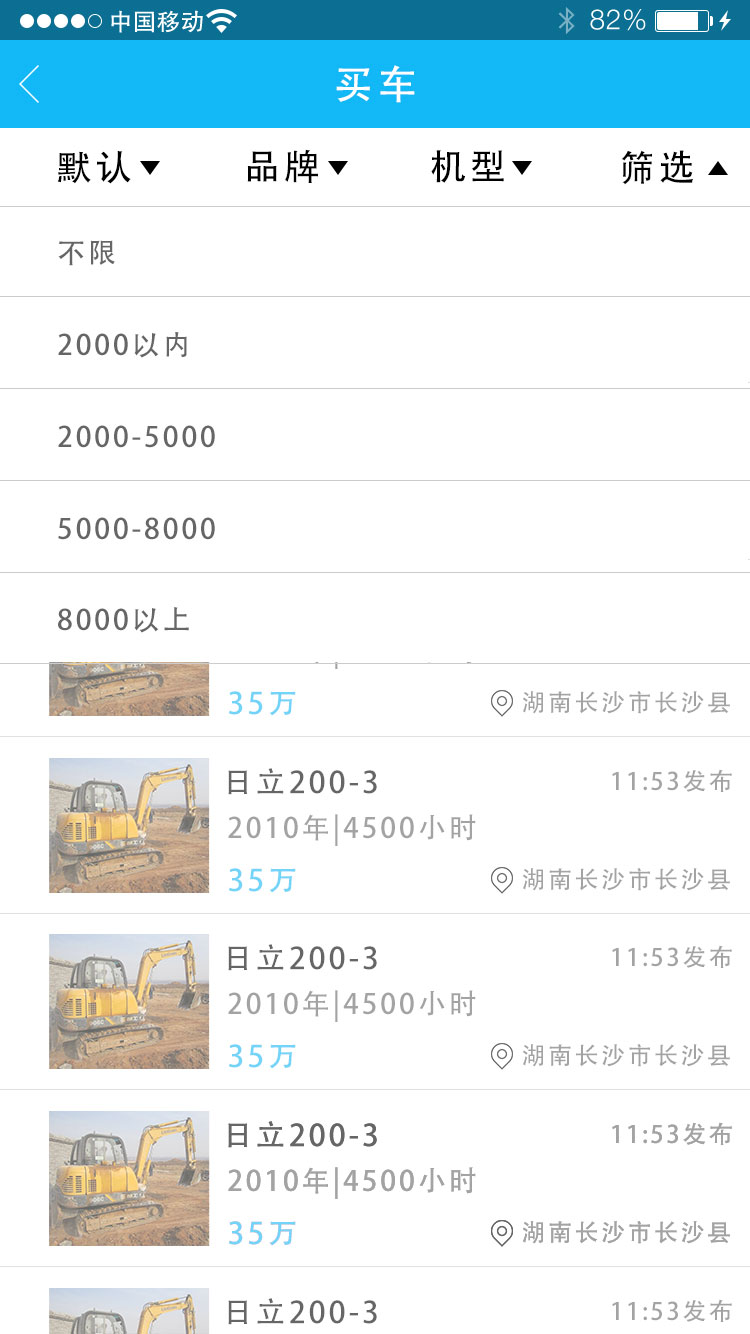 中国移动 82%
买车
默认 品牌 机型 筛选
不限
2000以内
2000-5000
5000-8000
8000以上
35万 湖南长沙市长沙县
日立200-3 11:53发布
2010年|4500小时
35万 湖南长沙市长沙县
日立200-3 11:53发布
2010年|4500小时
35万 湖南长沙市长沙县
日立200-3 11:53发布
2010年|4500小时
35万 湖南长沙市长沙县
日立200-3 11:53发布